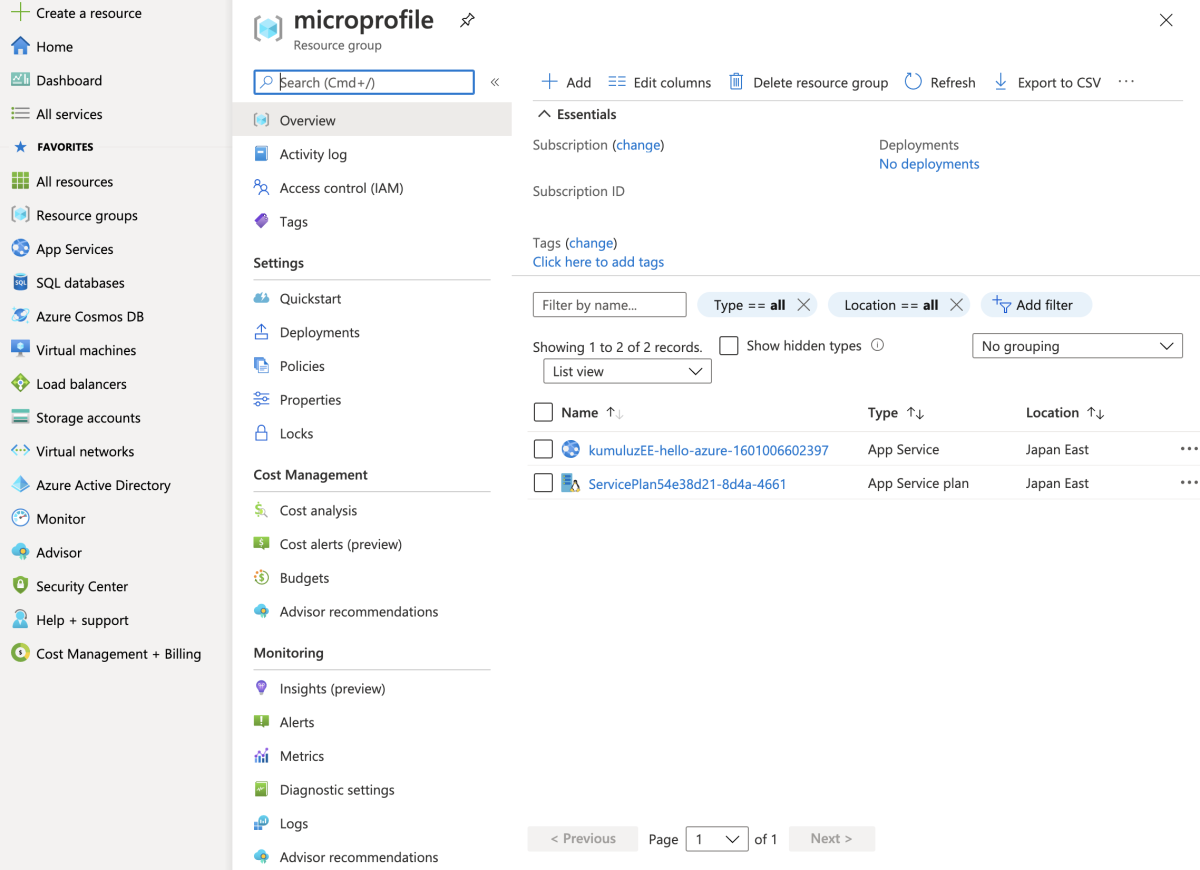 Create a resource
Home
Dashboard
All services
FAVORITES
All resources
Resource groups
App Services
SQL databases
Azure Cosmos DB
Virtual machines
Load balancers
Storage accounts
Virtual networks
Azure Active Directory
Monitor
Advisor
Security Center
Help + support
Cost Management + Billing
microprofile
Resource group
Search (Cmd+/)
Overview
Activity log
Access control (IAM)
Tags
Settings
Quickstart
Deployments
Policies
Properties
Locks
Cost Management
Cost analysis
Cost alerts (preview)
Budgets
Advisor recommendations
Monitoring
Insights (preview)
Alerts
Metrics
Diagnostic settings
Logs
Advisor recommendations
Add Edit columns Delete resource group Refresh Export to CSV ···
Essentials
Subscription (change)
Subscription ID
Tags (change)
Click here to add tags
Deployments
No deployments
Filter by name... Type == all Location == all Add filter
Showing 1 to 2 of 2 records. Show hidden types No grouping
List view
Name Type Location
kumuluzEE-hello-azure-1601006602397 App Service Japan East ···
ServicePlan54e38d21-8d4a-4661 App Service plan Japan East ···
< Previous Page 1 of 1 Next >